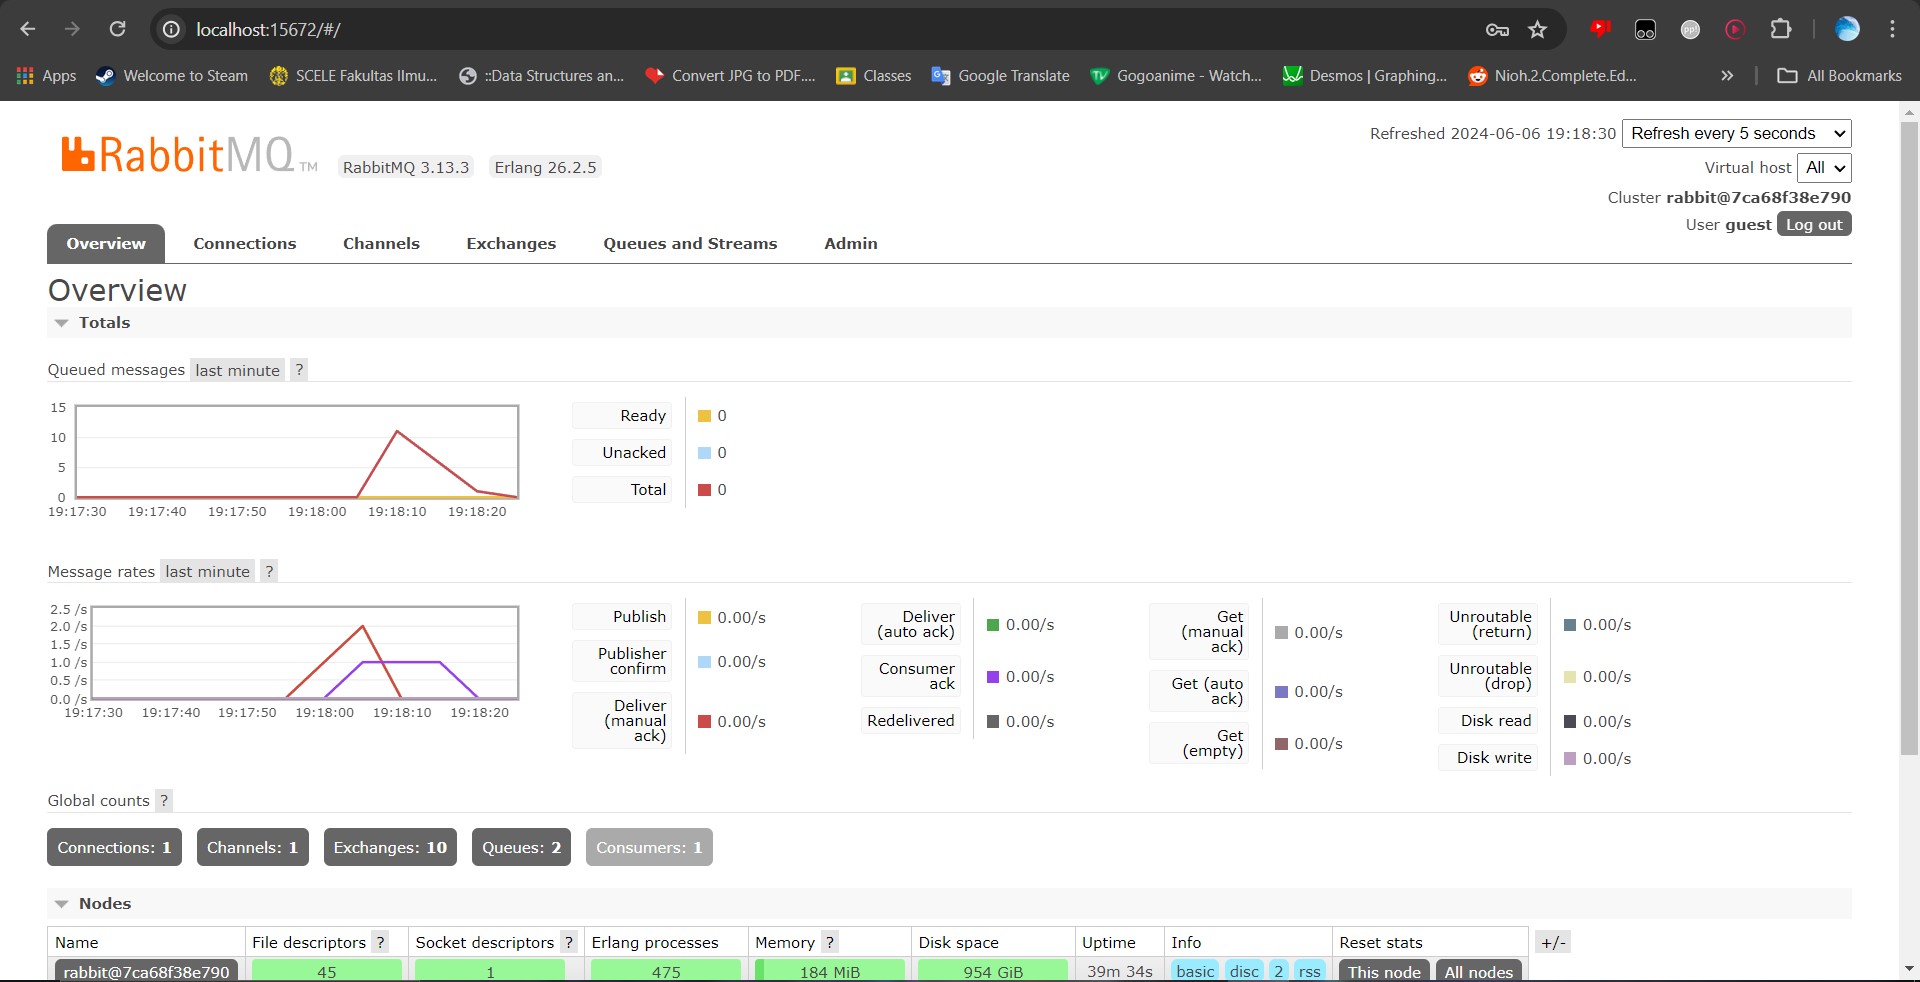 localhost:15672/#/
Apps Welcome to Steam SCELE Fakultas Ilmu... ::Data Structures an... Convert JPG to PDF.... Classes Google Translate Gogoanime - Watch... Desmos | Graphing... Nioh.2.Complete.Ed... » All Bookmarks
RabbitMQ TM RabbitMQ 3.13.3 Erlang 26.2.5
Refreshed 2024-06-06 19:18:30 Refresh every 5 seconds
Virtual host All
Cluster rabbit@7ca68f38e790
User guest Log out
Overview Connections Channels Exchanges Queues and Streams Admin
Overview
Totals
Queued messages last minute ?
15
10
5
0
19:17:30 19:17:40 19:17:50 19:18:00 19:18:10 19:18:20
Ready 0
Unacked 0
Total 0
Message rates last minute ?
2.5 /s
2.0 /s
1.5 /s
1.0 /s
0.5 /s
0.0 /s
19:17:30 19:17:40 19:17:50 19:18:00 19:18:10 19:18:20
Publish 0.00/s
Publisher
confirm 0.00/s
Deliver
(manual
ack) 0.00/s
Deliver
(auto ack) 0.00/s
Consumer
ack 0.00/s
Redelivered 0.00/s
Get
(manual
ack) 0.00/s
Get (auto
ack) 0.00/s
Get
(empty) 0.00/s
Unroutable
(return) 0.00/s
Unroutable
(drop) 0.00/s
Disk read 0.00/s
Disk write 0.00/s
Global counts ?
Connections: 1 Channels: 1 Exchanges: 10 Queues: 2 Consumers: 1
Nodes
Name File descriptors ? Socket descriptors ? Erlang processes Memory ? Disk space Uptime Info Reset stats +/-
rabbit@7ca68f38e790 45 1 475 184 MiB 954 GiB 39m 34s basic disc 2 rss This node All nodes